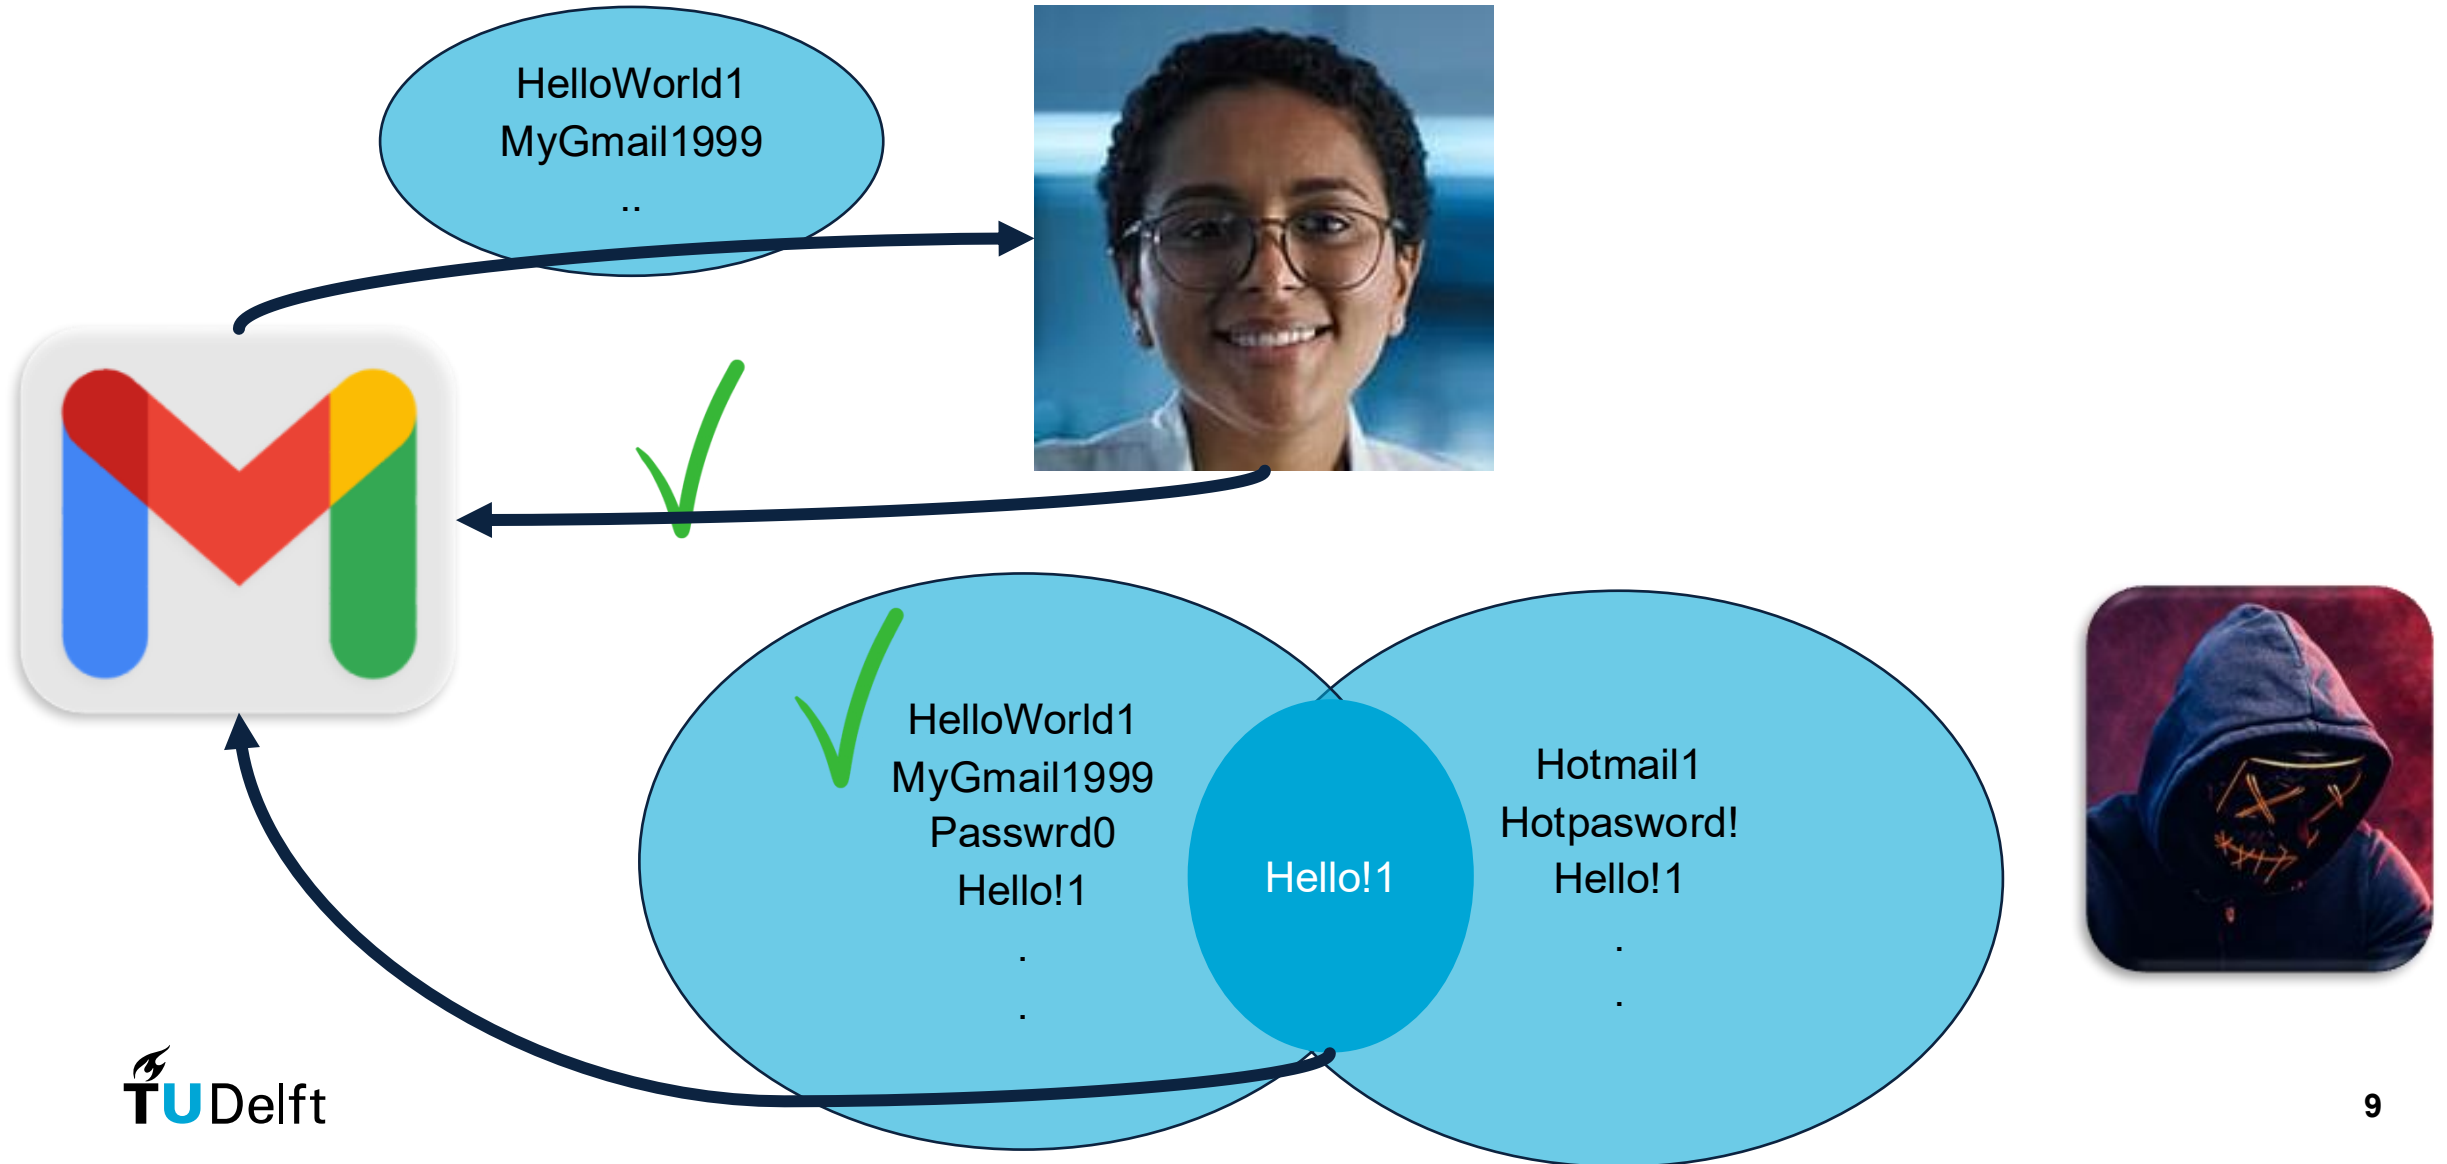 HelloWorld1
MyGmail1999
..
HelloWorld1
MyGmail1999
Passwrd0
Hello!1
.
.
Hello!1
Hotmail1
Hotpasword!
Hello!1
.
.
TUDelft
9